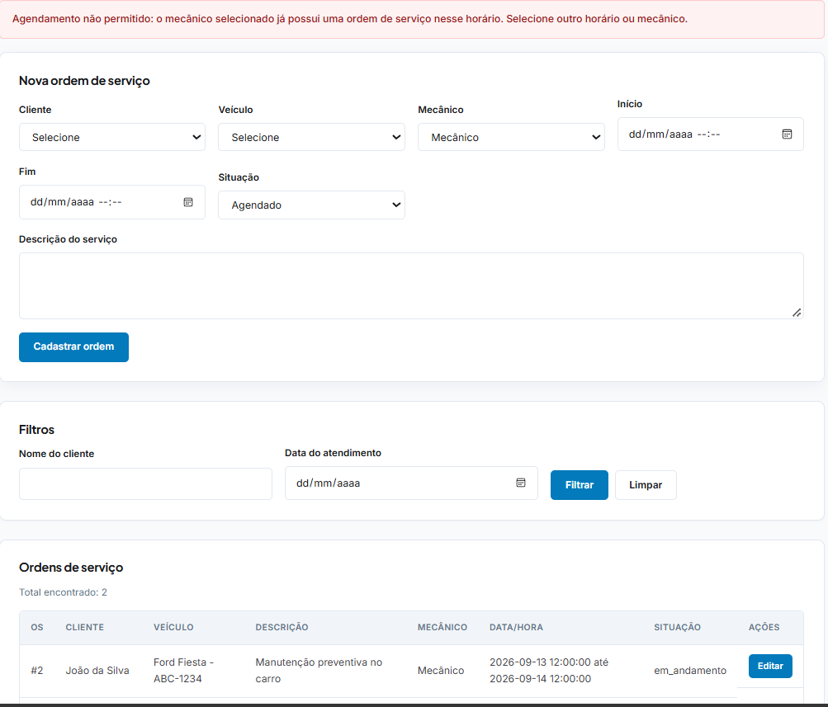 Agendamento não permitido: o mecânico selecionado já possui uma ordem de serviço nesse horário. Selecione outro horário ou mecânico.
Nova ordem de serviço
Cliente
Veículo
Mecânico
Início
Selecione
Selecione
Mecânico
dd/mm/aaaa --:--
Fim
Situação
dd/mm/aaaa --:--
Agendado
Descrição do serviço
Cadastrar ordem
Filtros
Nome do cliente
Data do atendimento
dd/mm/aaaa
Filtrar
Limpar
Ordens de serviço
Total encontrado: 2
OS CLIENTE VEÍCULO DESCRIÇÃO MECÂNICO DATA/HORA SITUAÇÃO AÇÕES
#2
João da Silva
Ford Fiesta -
ABC-1234
Manutenção preventiva no
carro
Mecânico
2026-09-13 12:00:00 até
2026-09-14 12:00:00
em_andamento
Editar